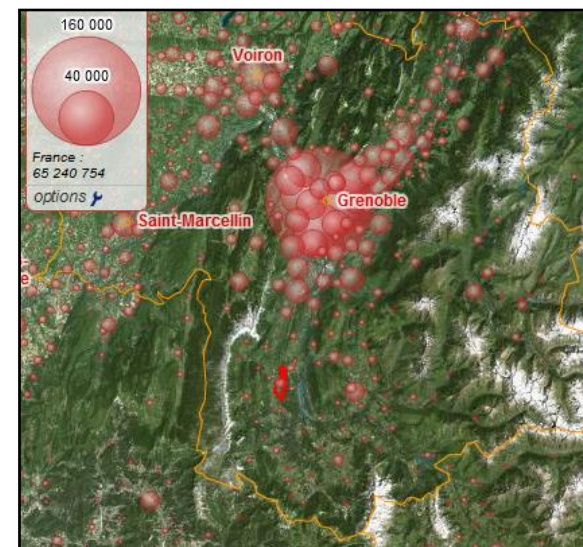 160 000
40 000
France :
65 240 754
options
Voiron
Grenoble
Saint-Marcellin
e